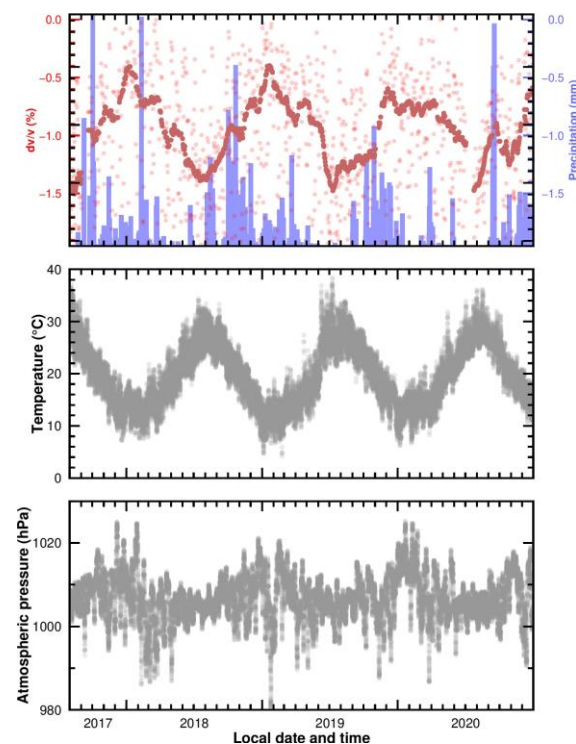 0.0
−0.5
−1.0
−1.5
dv/v (%)
0.0
−0.5
−1.0
−1.5
Precipitation (mm)
40
30
20
10
0
Temperature (°C)
1020
1000
980
Atmospheric pressure (hPa)
2017 2018 2019 2020
Local date and time